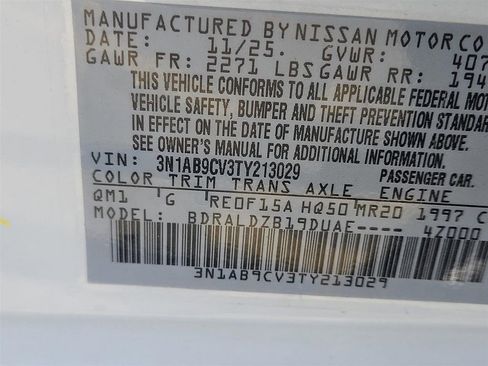 MANUFACTURED BY NISSAN MOTOR CO
DATE: 11/25. GVWR: 407
GAWR FR: 2271 LBS GAWR RR: 194
THIS VEHICLE CONFORMS TO ALL APPLICABLE FEDERAL MOT
VEHICLE SAFETY, BUMPER AND THEFT PREVENTION STANDAR
IN EFFECT ON THE DATE OF MANUFACTURE SHOWN ABOVE.
SEE OWNER'S MANUAL FOR ADDITIONAL INFORMATION.
VIN: 3N1AB9CV3TY213029 PASSENGER CAR.
COLOR TRIM TRANS AXLE ENGINE
QM1 G RE0F15A HQ50 MR20 1997 C
MODEL: BDRALDZB19DUAE---- 4Z000
3N1AB9CV3TY213029